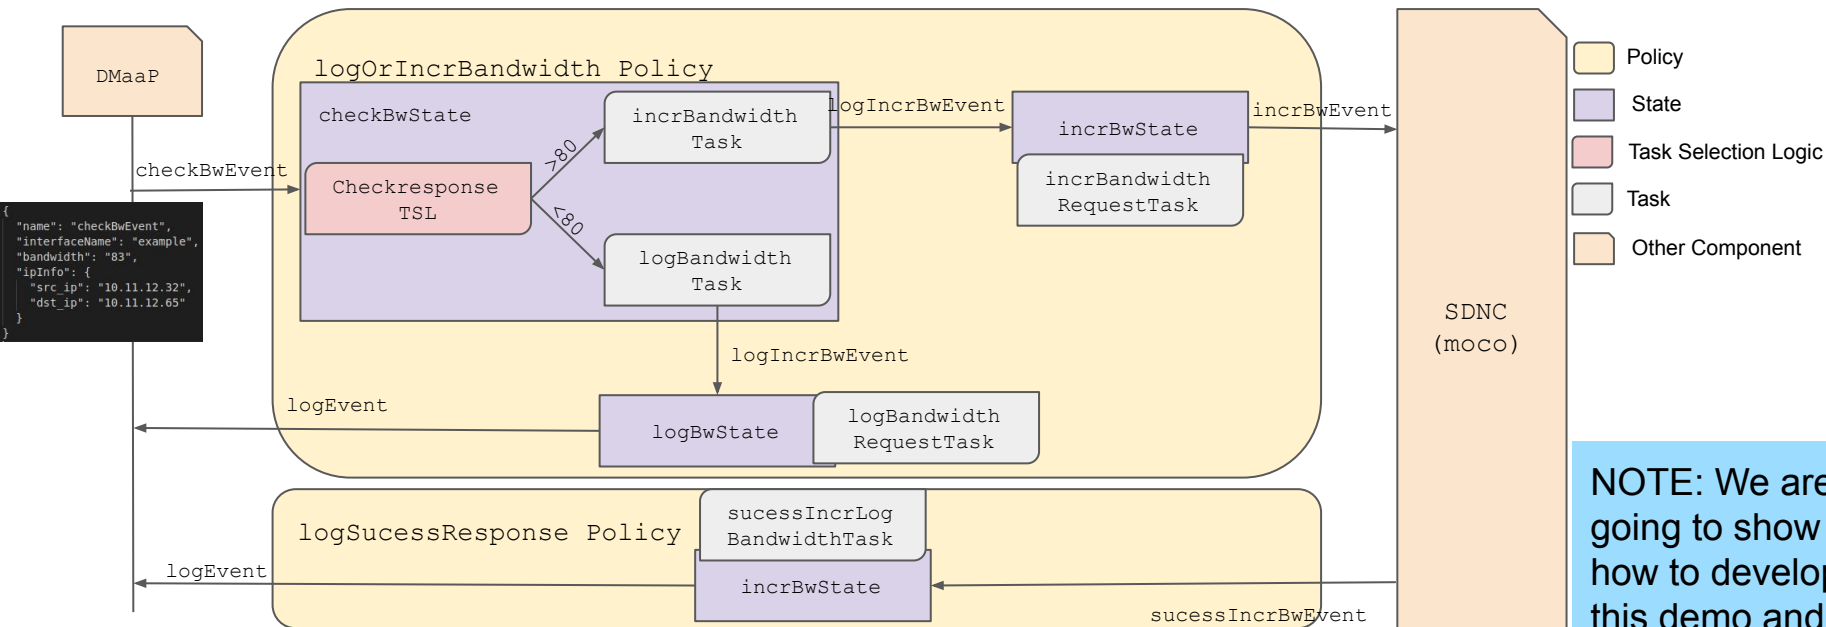 DMaaP
checkBwEvent
{
"name": "checkBwEvent",
"interfaceName": "example",
"bandwidth": "83",
"ipInfo": {
"src_ip": "10.11.12.32",
"dst_ip": "10.11.12.65"
}
}
logOrIncrBandwidth Policy
checkBwState
Checkresponse
TSL
>80
<80
incrBandwidth
Task
logBandwidth
Task
logIncrBwEvent
incrBwState
incrBandwidth
RequestTask
incrBwEvent
logIncrBwEvent
logEvent
logBwState
logBandwidth
RequestTask
logSucessResponse Policy
sucessIncrLog
BandwidthTask
incrBwState
logEvent
sucessIncrBwEvent
SDNC
(moco)
Policy
State
Task Selection Logic
Task
Other Component
NOTE: We are
going to show
how to develop
this demo and